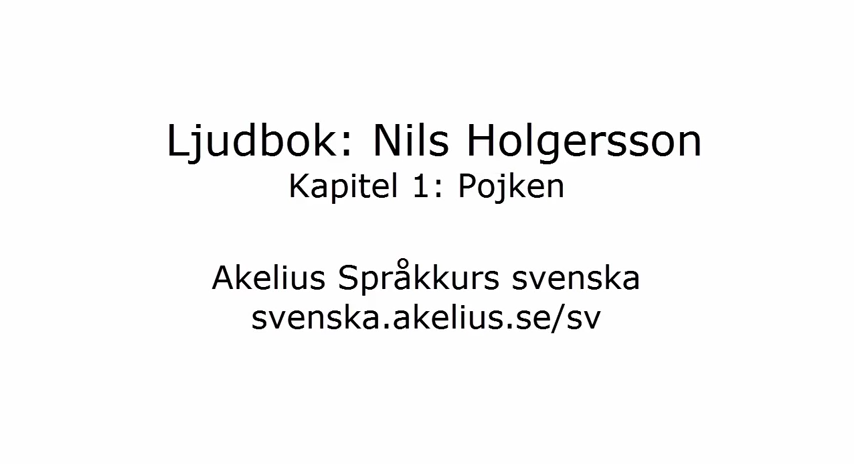 Ljudbok: Nils Holgersson
Kapitel 1: Pojken
Akelius Språkkurs svenska
svenska.akelius.se/sv